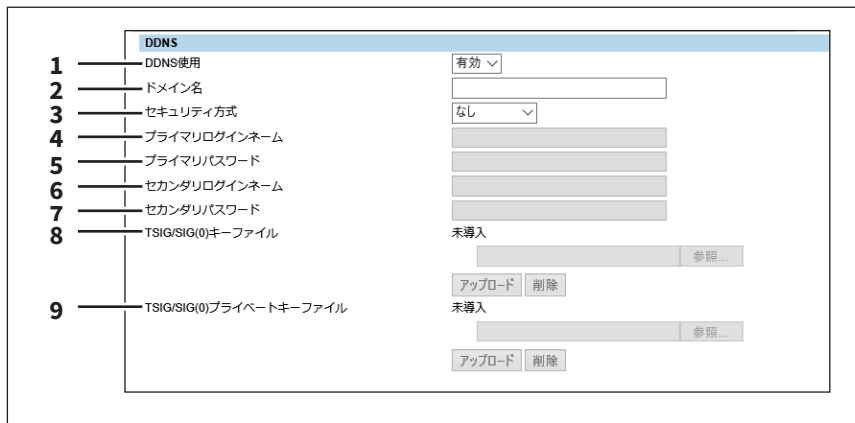 DDNS
1 DDNS使用 有効
2 ドメイン名
3 セキュリティ方式 なし
4 プライマリログインネーム
5 プライマリパスワード
6 セカンダリログインネーム
7 セカンダリパスワード
8 TSIG/SIG(0)キーファイル 未導入
参照...
アップロード 削除
9 TSIG/SIG(0)プライベートキーファイル 未導入
参照...
アップロード 削除